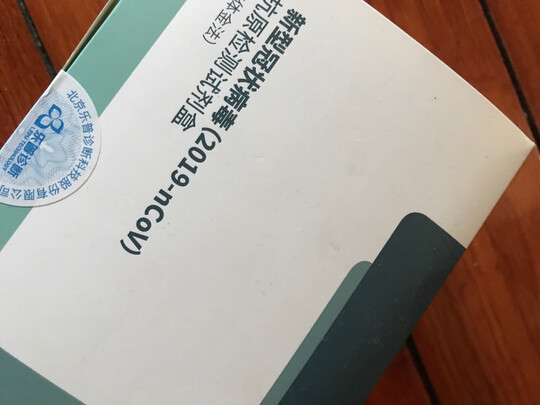 新型冠状病毒(2019-nCoV)
抗原检测试剂盒
体金法)
北京乐普诊断科技股份有限公司
乐普诊断